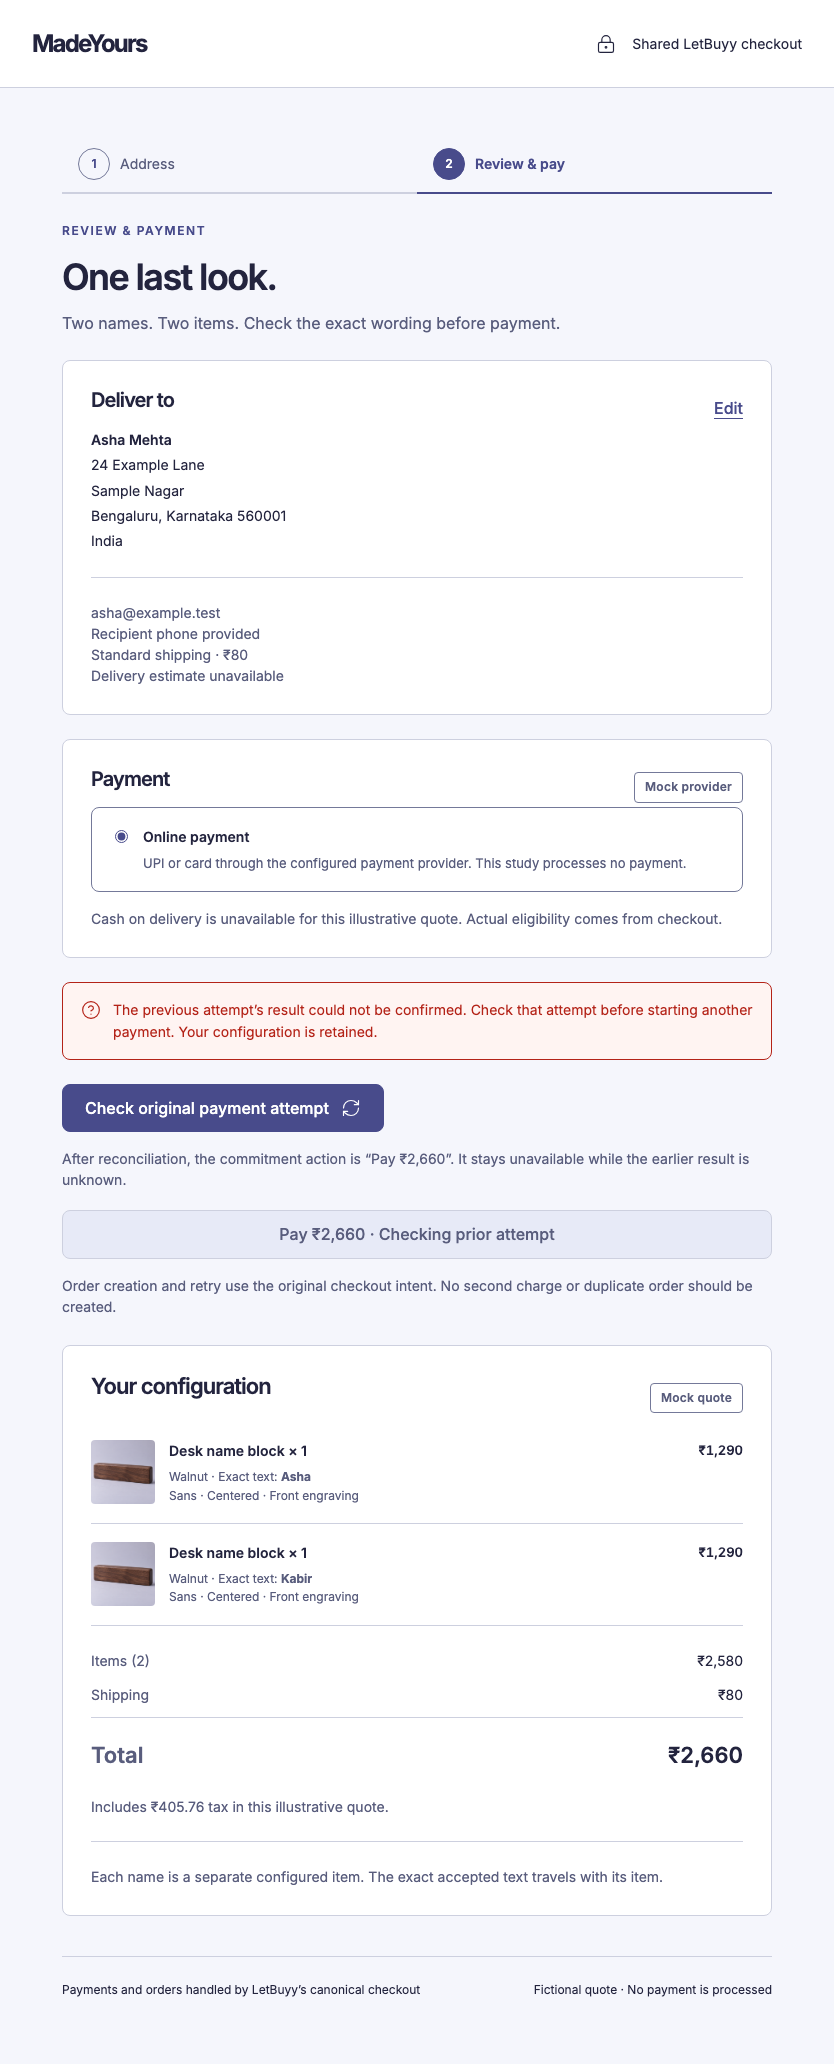 MadeYours
Shared LetBuyy checkout
1 Address
2 Review & pay
REVIEW & PAYMENT
One last look.
Two names. Two items. Check the exact wording before payment.
Deliver to
Edit
Asha Mehta
24 Example Lane
Sample Nagar
Bengaluru, Karnataka 560001
India
asha@example.test
Recipient phone provided
Standard shipping · ₹80
Delivery estimate unavailable
Payment
Mock provider
Online payment
UPI or card through the configured payment provider. This study processes no payment.
Cash on delivery is unavailable for this illustrative quote. Actual eligibility comes from checkout.
The previous attempt’s result could not be confirmed. Check that attempt before starting another
payment. Your configuration is retained.
Check original payment attempt
After reconciliation, the commitment action is “Pay ₹2,660”. It stays unavailable while the earlier result is
unknown.
Pay ₹2,660 · Checking prior attempt
Order creation and retry use the original checkout intent. No second charge or duplicate order should be
created.
Your configuration
Mock quote
Desk name block × 1
₹1,290
Walnut · Exact text: Asha
Sans · Centered · Front engraving
Desk name block × 1
₹1,290
Walnut · Exact text: Kabir
Sans · Centered · Front engraving
Items (2)
₹2,580
Shipping
₹80
Total
₹2,660
Includes ₹405.76 tax in this illustrative quote.
Each name is a separate configured item. The exact accepted text travels with its item.
Payments and orders handled by LetBuyy’s canonical checkout
Fictional quote · No payment is processed